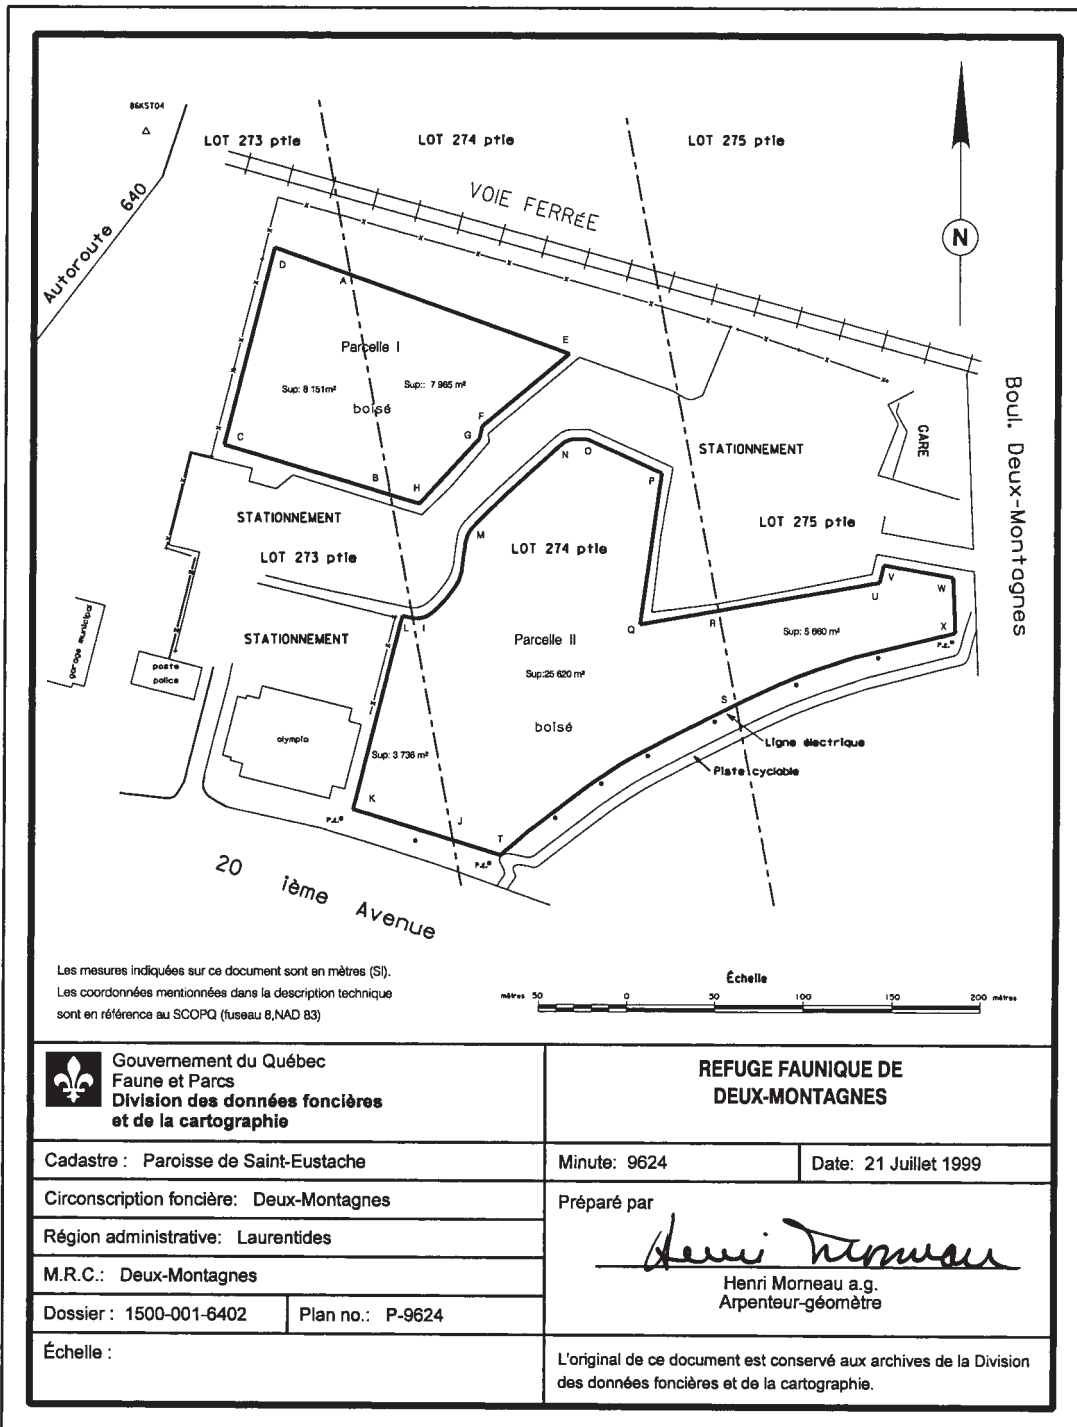 86KST04
LOT 273 ptie
LOT 274 ptie
LOT 275 ptie
Autoroute 640
VOIE FERRÉE
N
D
A
E
Parcelle I
Sup: 8 151m²
Sup:: 7 965 m²
boisé
F
G
C
B
H
N
O
P
STATIONNEMENT
GARE
Boul. Deux-Montagnes
STATIONNEMENT
M
LOT 274 ptie
LOT 275 ptie
LOT 273 ptie
V
W
U
L
I
Q
R
X
P.é.
STATIONNEMENT
Parcelle II
Sup: 5 860 m²
garage municipal
poste
police
Sup:25 620 m²
S
boisé
olympia
Ligne électrique
Sup: 3 736 m²
Piste cyclable
K
P.é.
J
T
P.é.
20 ième Avenue
Les mesures indiquées sur ce document sont en mètres (SI).
Les coordonnées mentionnées dans la description technique
sont en référence au SCOPQ (fuseau 8,NAD 83)
Échelle
mètres 50 0 50 100 200 mètres
Gouvernement du Québec
Faune et Parcs
Division des données foncières
et de la cartographie
REFUGE FAUNIQUE DE
DEUX-MONTAGNES
Cadastre : Paroisse de Saint-Eustache
Minute: 9624
Date: 21 Juillet 1999
Circonscription foncière: Deux-Montagnes
Préparé par
Région administrative: Laurentides
Henri Morneau
M.R.C.: Deux-Montagnes
Henri Morneau a.g.
Arpenteur-géomètre
Dossier : 1500-001-6402
Plan no.: P-9624
Échelle :
L'original de ce document est conservé aux archives de la Division
des données foncières et de la cartographie.